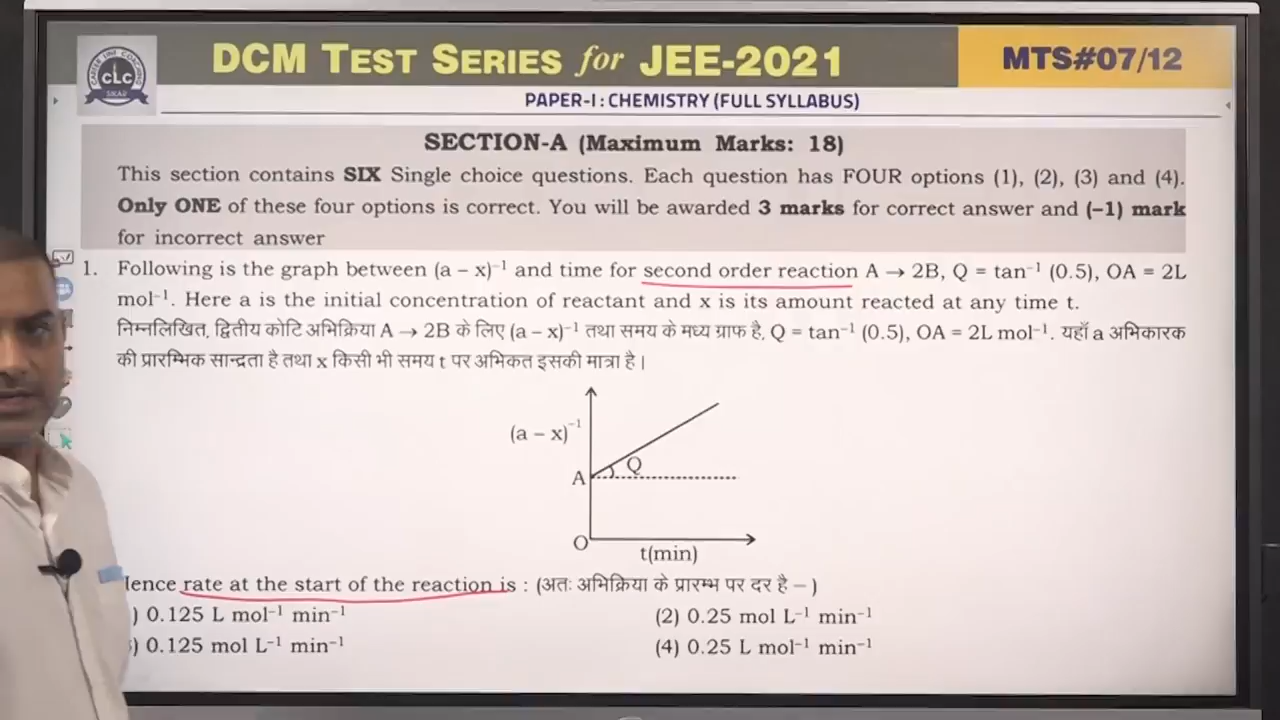 DCM TEST SERIES for JEE-2021
MTS#07/12
CLC
SIKAR
PAPER-I : CHEMISTRY (FULL SYLLABUS)
SECTION-A (Maximum Marks: 18)
This section contains SIX Single choice questions. Each question has FOUR options (1), (2), (3) and (4).
Only ONE of these four options is correct. You will be awarded 3 marks for correct answer and (–1) mark
for incorrect answer
1. Following is the graph between (a – x)⁻¹ and time for second order reaction A → 2B, Q = tan⁻¹ (0.5), OA = 2L
mol⁻¹. Here a is the initial concentration of reactant and x is its amount reacted at any time t.
निम्नलिखित, द्वितीय कोटि अभिक्रिया A → 2B के लिए (a – x)⁻¹ तथा समय के मध्य ग्राफ है, Q = tan⁻¹ (0.5), OA = 2L mol⁻¹. यहाँ a अभिकारक
की प्रारम्भिक सान्द्रता है तथा x किसी भी समय t पर अभिकत इसकी मात्रा है।
(a – x)⁻¹
Q
A
O
t(min)
ence rate at the start of the reaction is : (अतः अभिक्रिया के प्रारम्भ पर दर है – )
) 0.125 L mol⁻¹ min⁻¹
(2) 0.25 mol L⁻¹ min⁻¹
) 0.125 mol L⁻¹ min⁻¹
(4) 0.25 L mol⁻¹ min⁻¹